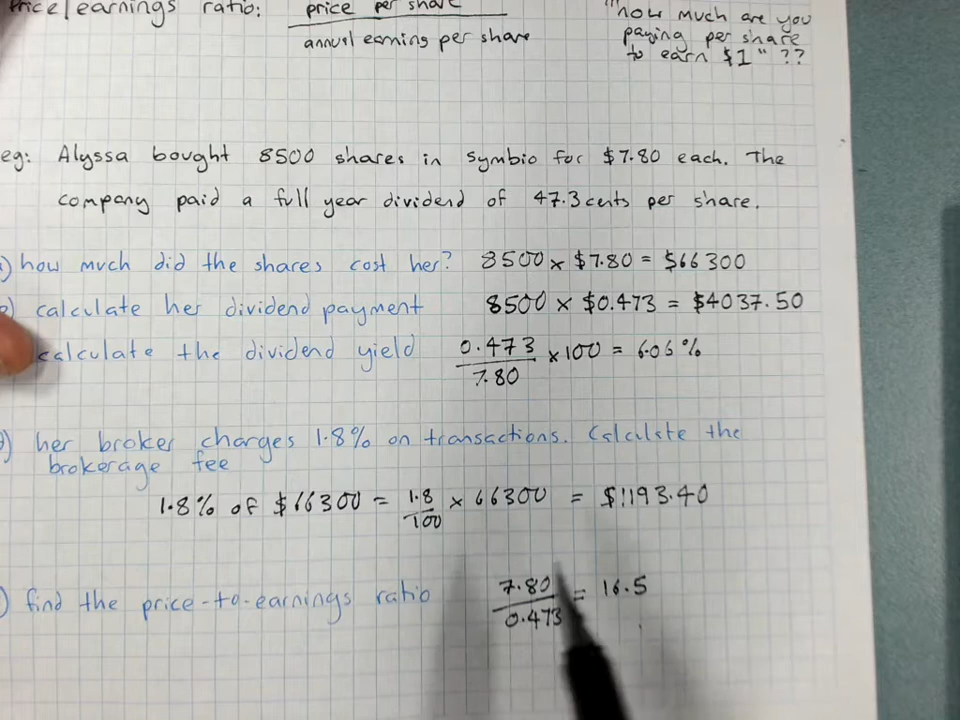 Price/earnings ratio: price per share
annual earning per share
"how much are you
paying per share
to earn $1" ??
eg: Alyssa bought 8500 shares in symbio for $7.80 each. The
company paid a full year dividend of 47.3 cents per share.
) how much did the shares cost her? 8500 x $7.80 = $66300
) calculate her dividend payment 8500 x $0.473 = $4037.50
calculate the dividend yield 0.473 x 100 = 6.06%
7.80
) her broker charges 1.8% on transactions. Calculate the
brokerage fee
1.8% of $66300 = 1.8 x 66300 = $1193.40
100
) find the price-to-earnings ratio 7.80 = 16.5
0.473